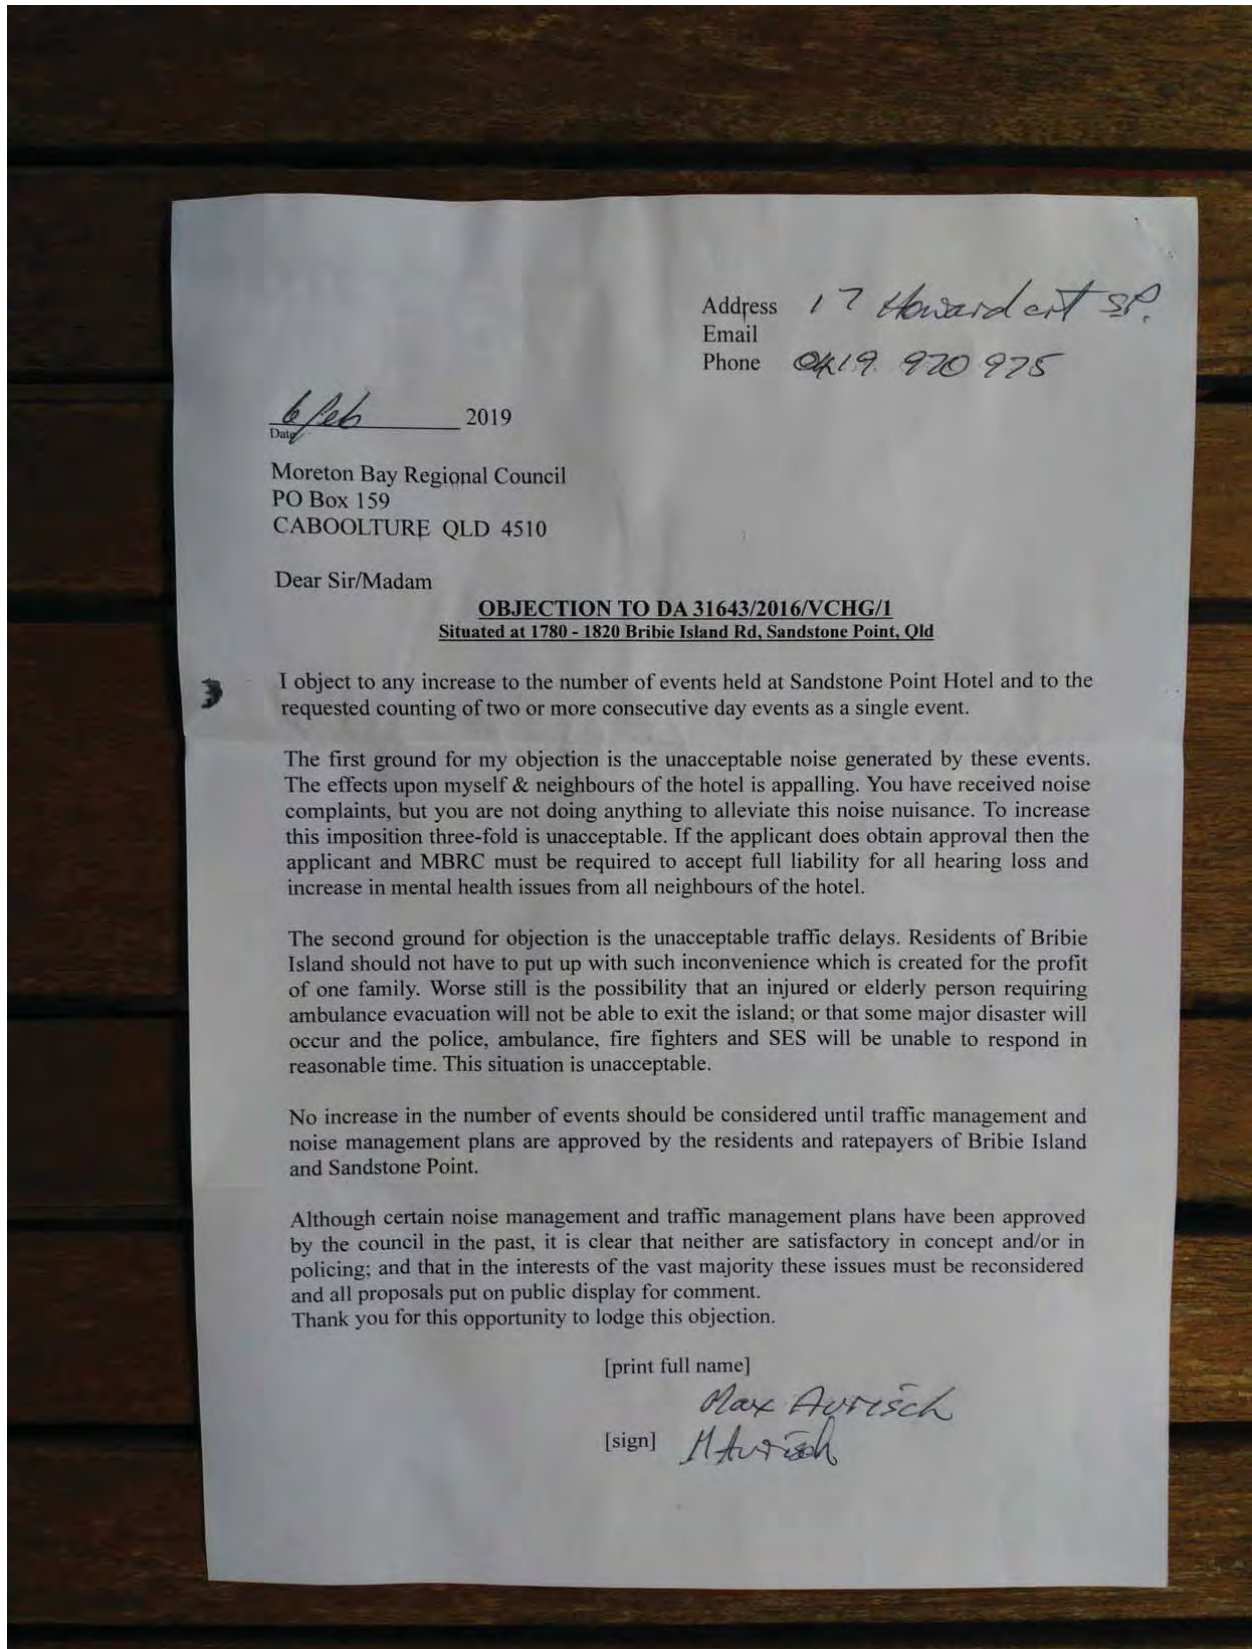 Address 17 Howard crt SP.
Email
Phone 0419 920 925
6 Feb 2019
Date
Moreton Bay Regional Council
PO Box 159
CABOOLTURE QLD 4510
Dear Sir/Madam
OBJECTION TO DA 31643/2016/VCHG/1
Situated at 1780 - 1820 Bribie Island Rd, Sandstone Point, Qld
I object to any increase to the number of events held at Sandstone Point Hotel and to the
requested counting of two or more consecutive day events as a single event.
The first ground for my objection is the unacceptable noise generated by these events.
The effects upon myself & neighbours of the hotel is appalling. You have received noise
complaints, but you are not doing anything to alleviate this noise nuisance. To increase
this imposition three-fold is unacceptable. If the applicant does obtain approval then the
applicant and MBRC must be required to accept full liability for all hearing loss and
increase in mental health issues from all neighbours of the hotel.
The second ground for objection is the unacceptable traffic delays. Residents of Bribie
Island should not have to put up with such inconvenience which is created for the profit
of one family. Worse still is the possibility that an injured or elderly person requiring
ambulance evacuation will not be able to exit the island; or that some major disaster will
occur and the police, ambulance, fire fighters and SES will be unable to respond in
reasonable time. This situation is unacceptable.
No increase in the number of events should be considered until traffic management and
noise management plans are approved by the residents and ratepayers of Bribie Island
and Sandstone Point.
Although certain noise management and traffic management plans have been approved
by the council in the past, it is clear that neither are satisfactory in concept and/or in
policing; and that in the interests of the vast majority these issues must be reconsidered
and all proposals put on public display for comment.
Thank you for this opportunity to lodge this objection.
[print full name]
Max Avrisch
[sign] M Avrisch